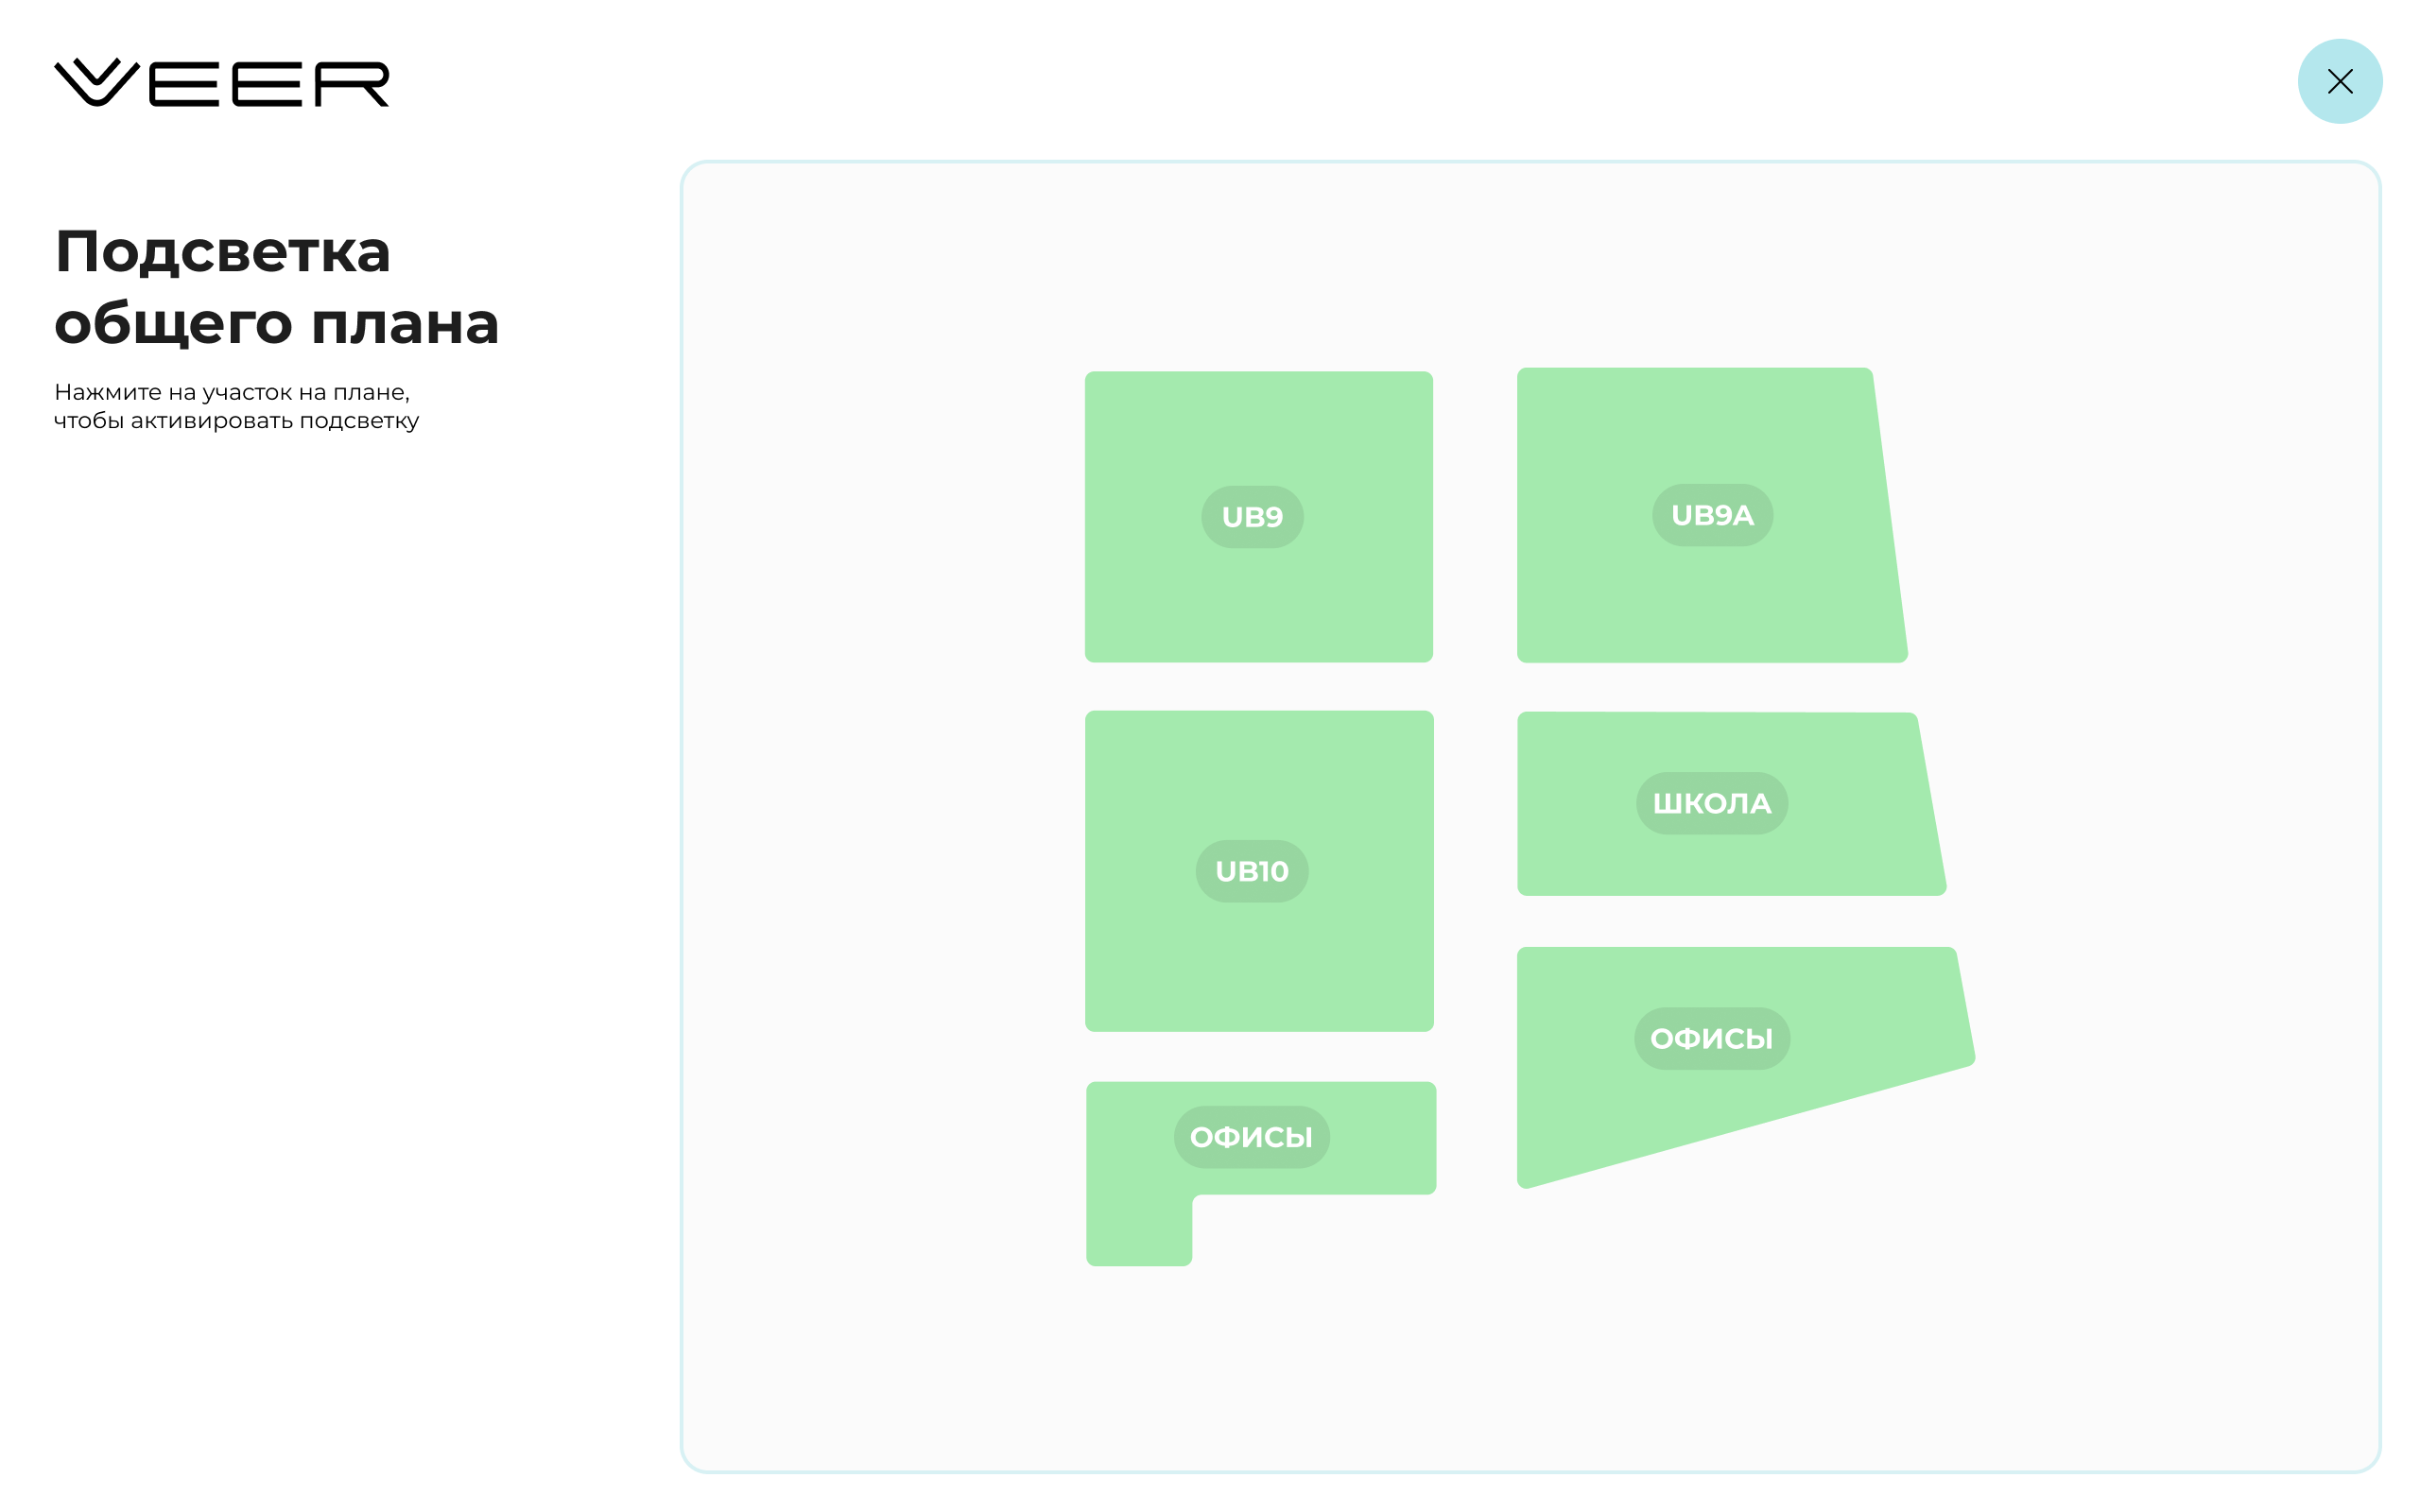 VEER
Подсветка
общего плана
Нажмите на участок на плане,
чтобы активировать подсветку
UB9
UB9A
UB10
ШКОЛА
ОФИСЫ
ОФИСЫ